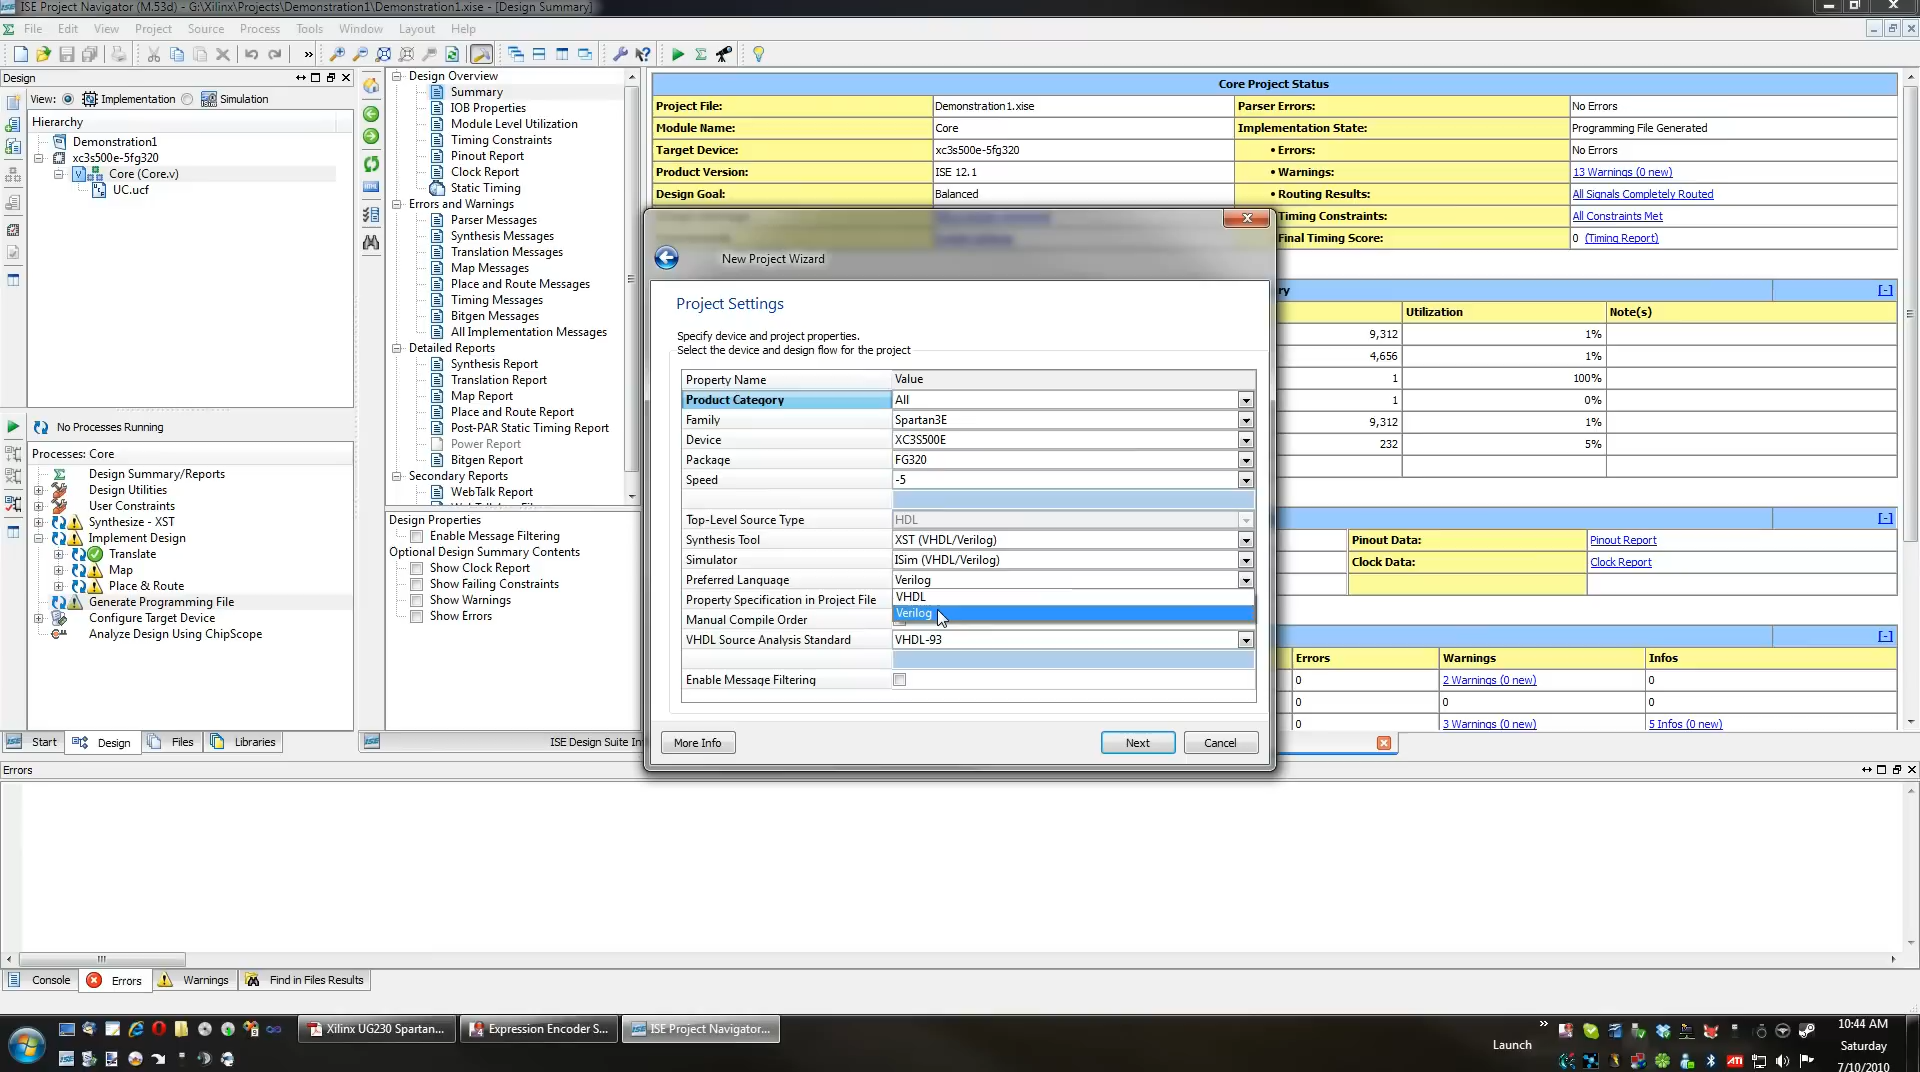 ISE Project Navigator (M.53d) - G:\Xilinx\Projects\Demonstration1\Demonstration1.xise - [Design Summary]
File Edit View Project Source Process Tools Window Layout Help
Design
View: Implementation Simulation
Hierarchy
Demonstration1
xc3s500e-5fg320
Core (Core.v)
UC.ucf
No Processes Running
Processes: Core
Design Summary/Reports
Design Utilities
User Constraints
Synthesize - XST
Implement Design
Translate
Map
Place & Route
Generate Programming File
Configure Target Device
Analyze Design Using ChipScope
Start Design Files Libraries
Design Overview
Summary
IOB Properties
Module Level Utilization
Timing Constraints
Pinout Report
Clock Report
Static Timing
Errors and Warnings
Parser Messages
Synthesis Messages
Translation Messages
Map Messages
Place and Route Messages
Timing Messages
Bitgen Messages
All Implementation Messages
Detailed Reports
Synthesis Report
Translation Report
Map Report
Place and Route Report
Post-PAR Static Timing Report
Power Report
Bitgen Report
Secondary Reports
WebTalk Report
Design Properties
Enable Message Filtering
Optional Design Summary Contents
Show Clock Report
Show Failing Constraints
Show Warnings
Show Errors
ISE Design Suite In
Core Project Status
Project File: Demonstration1.xise Parser Errors: No Errors
Module Name: Core Implementation State: Programming File Generated
Target Device: xc3s500e-5fg320 • Errors: No Errors
Product Version: ISE 12.1 • Warnings: 13 Warnings (0 new)
Design Goal: Balanced • Routing Results: All Signals Completely Routed
• Timing Constraints: All Constraints Met
Final Timing Score: 0 (Timing Report)
ry [-]
Utilization Note(s)
9,312 1%
4,656 1%
1 100%
1 0%
9,312 1%
232 5%
[-]
Pinout Data: Pinout Report
Clock Data: Clock Report
[-]
Errors Warnings Infos
0 2 Warnings (0 new) 0
0 0 0
0 3 Warnings (0 new) 5 Infos (0 new)
New Project Wizard
Project Settings
Specify device and project properties.
Select the device and design flow for the project
Property Name Value
Product Category All
Family Spartan3E
Device XC3S500E
Package FG320
Speed -5
Top-Level Source Type HDL
Synthesis Tool XST (VHDL/Verilog)
Simulator ISim (VHDL/Verilog)
Preferred Language Verilog
VHDL
Verilog
Property Specification in Project File
Manual Compile Order
VHDL Source Analysis Standard VHDL-93
Enable Message Filtering
More Info Next Cancel
Errors
Console Errors Warnings Find in Files Results
Xilinx UG230 Spartan... Expression Encoder S... ISE Project Navigator...
Launch
10:44 AM
Saturday
7/10/2010